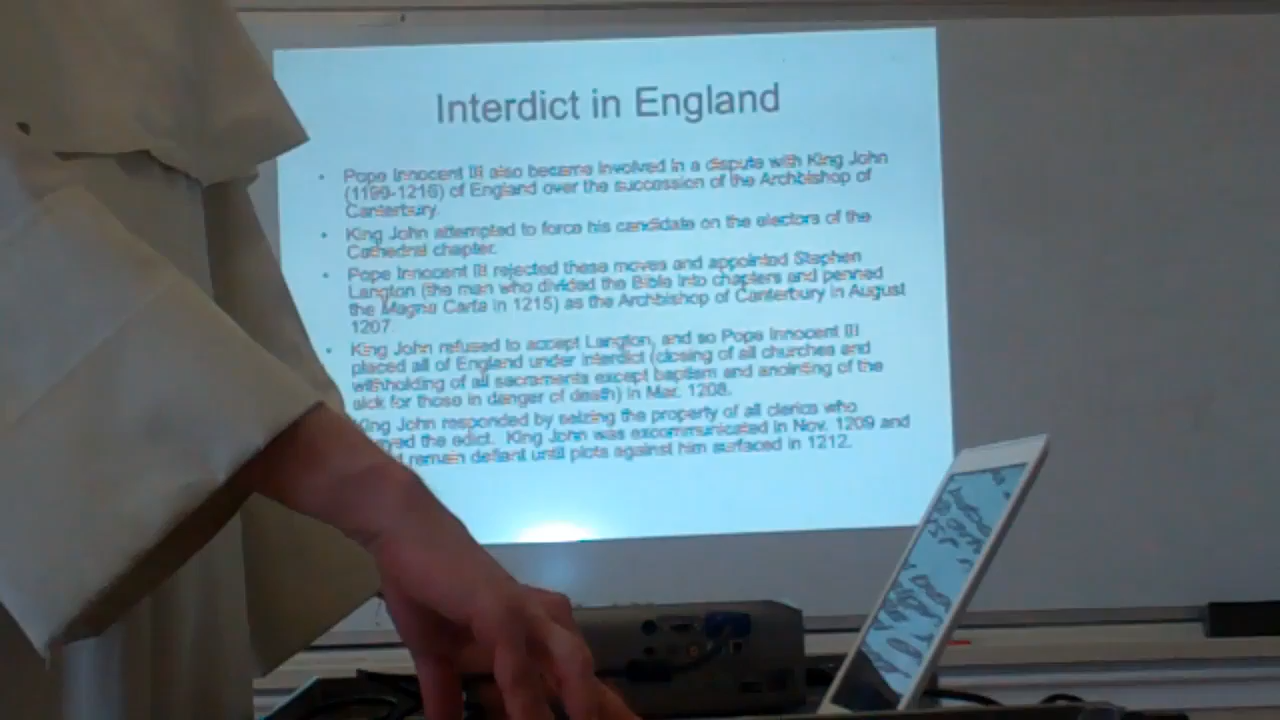 Interdict in England
• Pope Innocent III also became involved in a dispute with King John
(1199-1216) of England over the succession of the Archbishop of
Canterbury.
• King John attempted to force his candidate on the electors of the
Cathedral chapter.
• Pope Innocent III rejected these moves and appointed Stephen
Langton (the man who divided the Bible into chapters and penned
the Magna Carta in 1215) as the Archbishop of Canterbury in August
1207.
• King John refused to accept Langton, and so Pope Innocent III
placed all of England under interdict (closing of all churches and
withholding of all sacraments except baptism and anointing of the
sick for those in danger of death) in Mar. 1208.
King John responded by seizing the property of all clerics who
the edict. King John was excommunicated in Nov. 1209 and
remain defiant until plots against him surfaced in 1212.